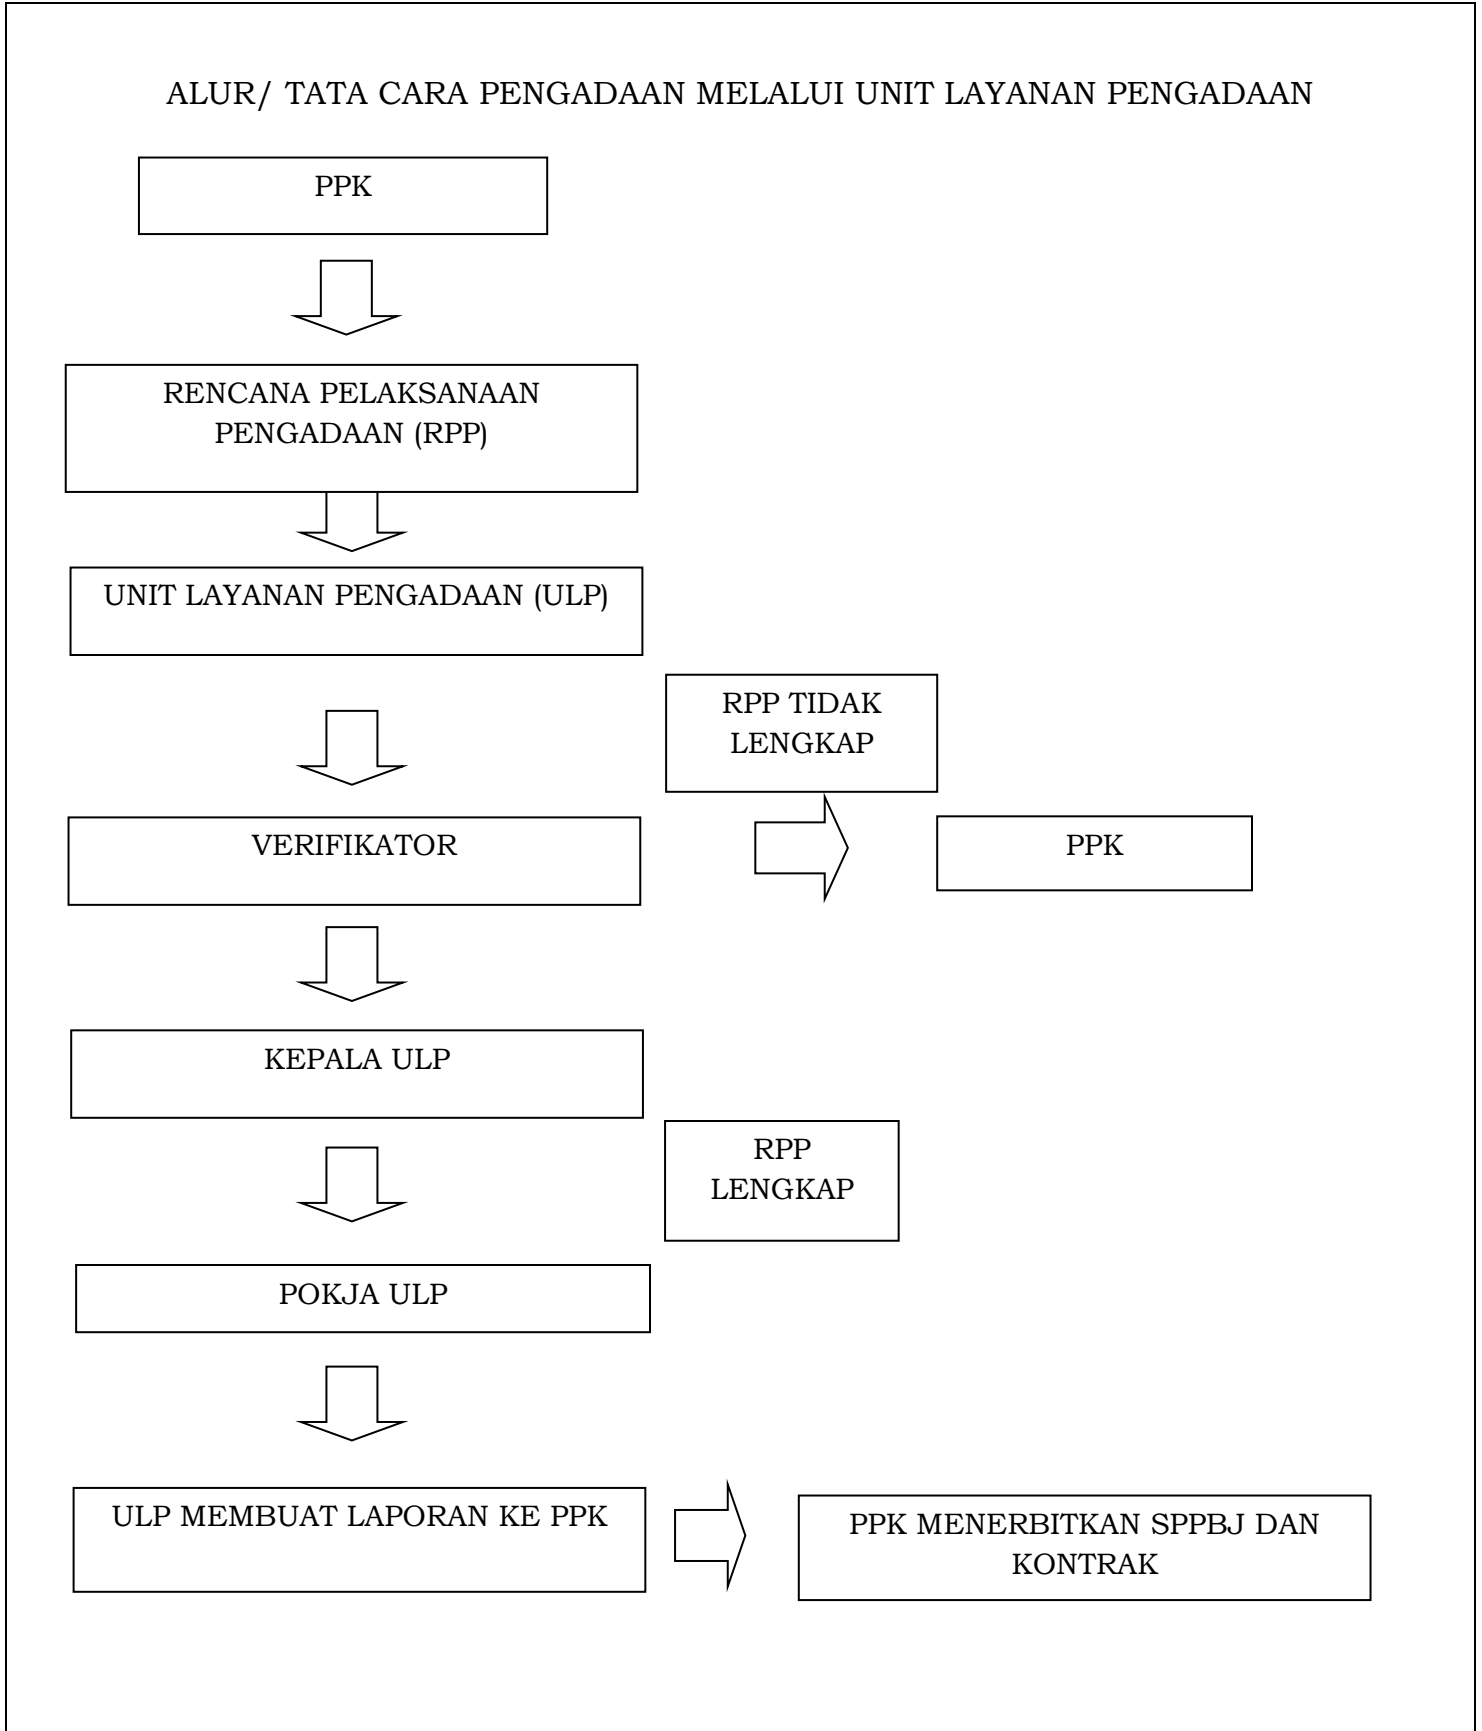 ALUR/ TATA CARA PENGADAAN MELALUI UNIT LAYANAN PENGADAAN
PPK
RENCANA PELAKSANAAN
PENGADAAN (RPP)
UNIT LAYANAN PENGADAAN (ULP)
RPP TIDAK
LENGKAP
VERIFIKATOR
PPK
KEPALA ULP
RPP
LENGKAP
POKJA ULP
ULP MEMBUAT LAPORAN KE PPK
PPK MENERBITKAN SPPBJ DAN
KONTRAK